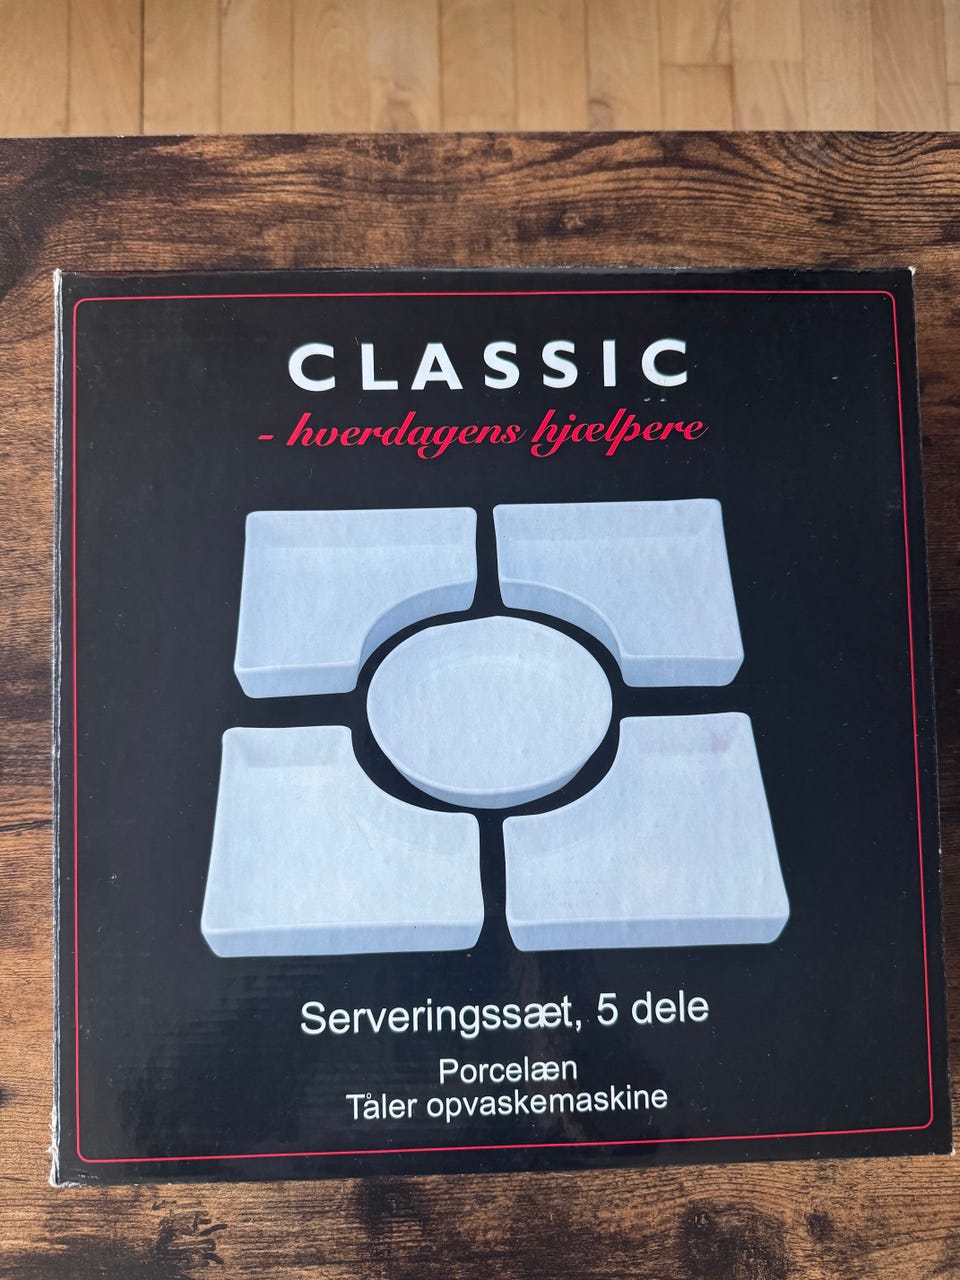 CLASSIC
- hverdagens hjælpere
Serveringssæt, 5 dele
Porcelæn
Tåler opvaskemaskine